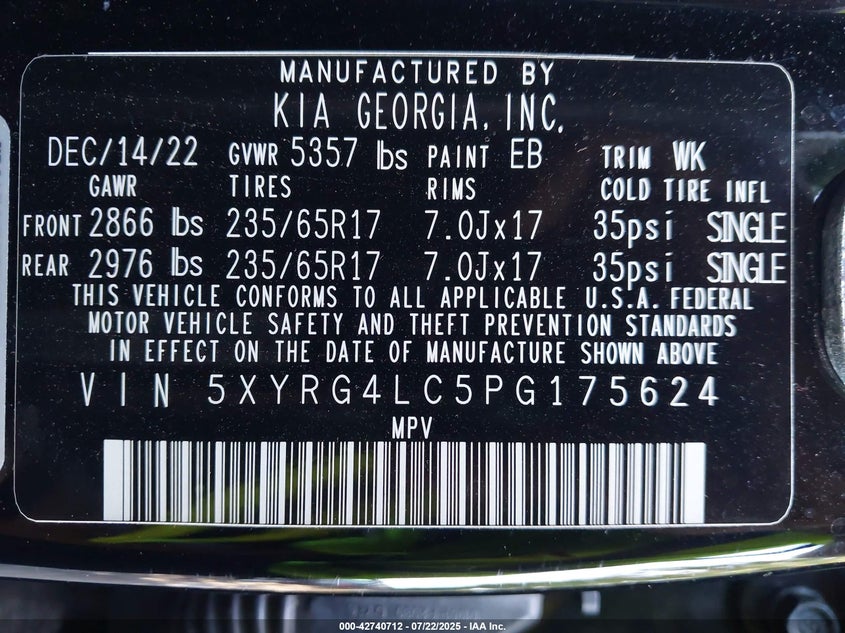 MANUFACTURED BY
KIA GEORGIA, INC.
DEC/14/22 GVWR 5357 lbs PAINT EB TRIM WK
GAWR TIRES RIMS COLD TIRE INFL
FRONT 2866 lbs 235/65R17 7.0Jx17 35psi SINGLE
REAR 2976 lbs 235/65R17 7.0Jx17 35psi SINGLE
THIS VEHICLE CONFORMS TO ALL APPLICABLE U.S.A. FEDERAL
MOTOR VEHICLE SAFETY AND THEFT PREVENTION STANDARDS
IN EFFECT ON THE DATE OF MANUFACTURE SHOWN ABOVE
VIN 5XYRG4LC5PG175624
MPV
000-42740712 - 07/22/2025 - IAA Inc.